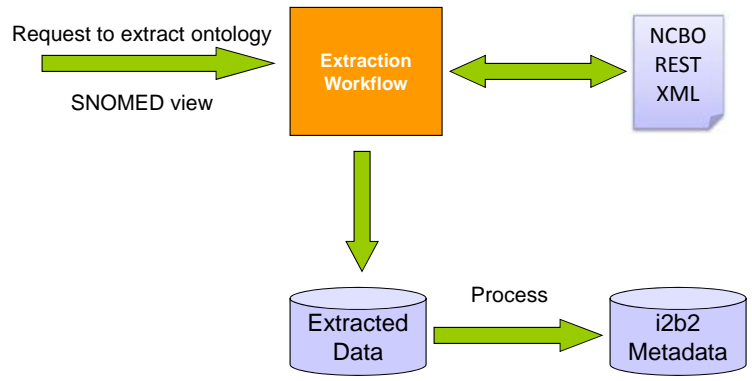 Request to extract ontology
SNOMED view
Extraction
Workflow
NCBO
REST
XML
Extracted
Data
Process
i2b2
Metadata